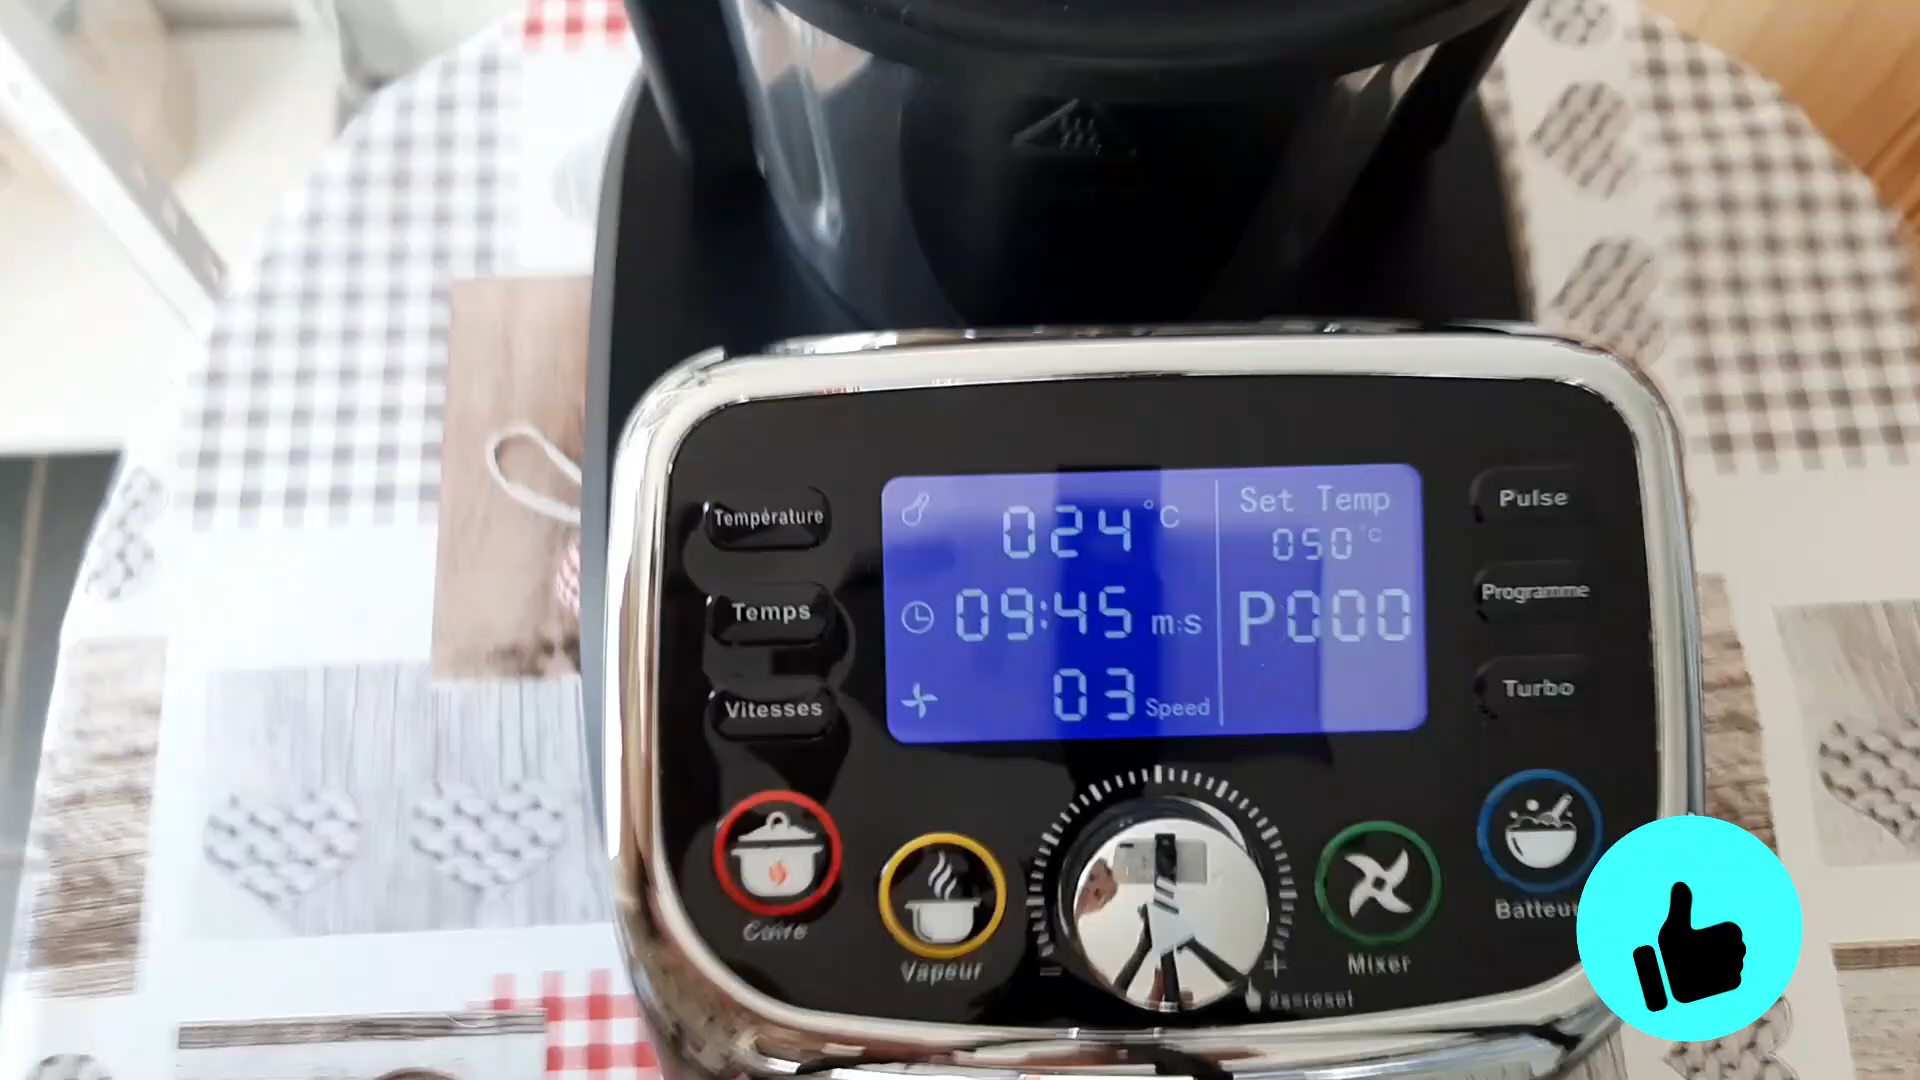 Température
Temps
Vitesses
024 °C
09:45 m:s
03 Speed
Set Temp
050 °C
P000
Pulse
Programme
Turbo
Cuire
Vapeur
Mixer
Batteur